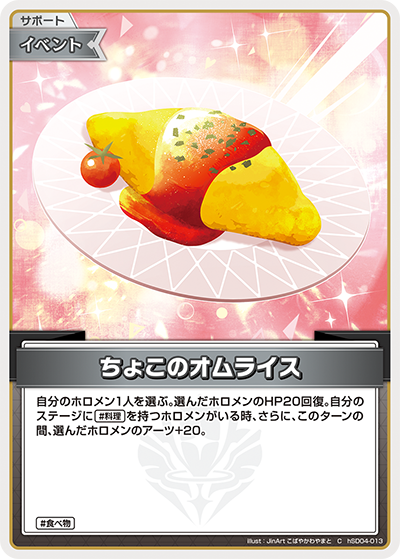 サポート
イベント
ちょこのオムライス
自分のホロメン1人を選ぶ。選んだホロメンのHP20回復。自分の
ステージに #料理 を持つホロメンがいる時、さらに、このターンの
間、選んだホロメンのアーツ+20。
#食べ物
illust：JinArt こばやかわやまと C hSD04-013